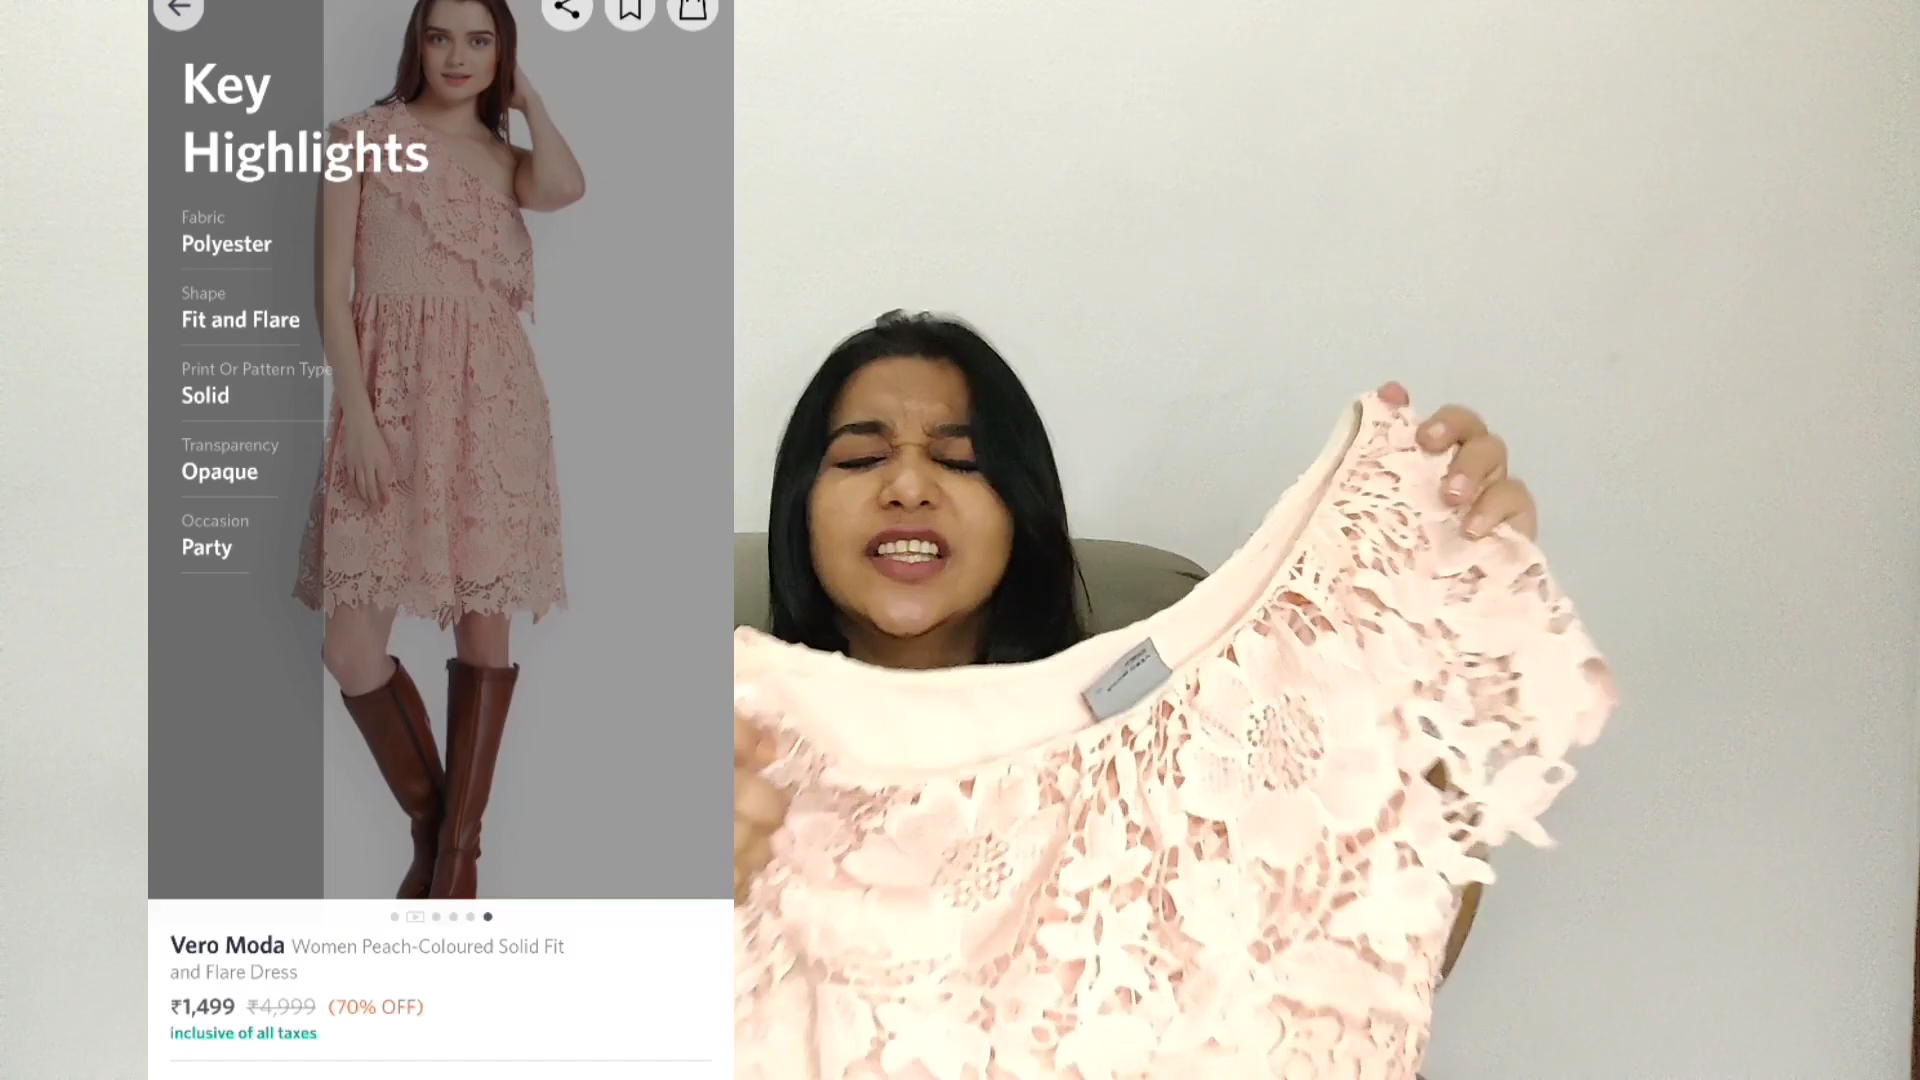 Key
Highlights
Fabric
Polyester
Shape
Fit and Flare
Print Or Pattern Type
Solid
Transparency
Opaque
Occasion
Party
Vero Moda Women Peach-Coloured Solid Fit
and Flare Dress
₹1,499 ₹4,999 (70% OFF)
inclusive of all taxes